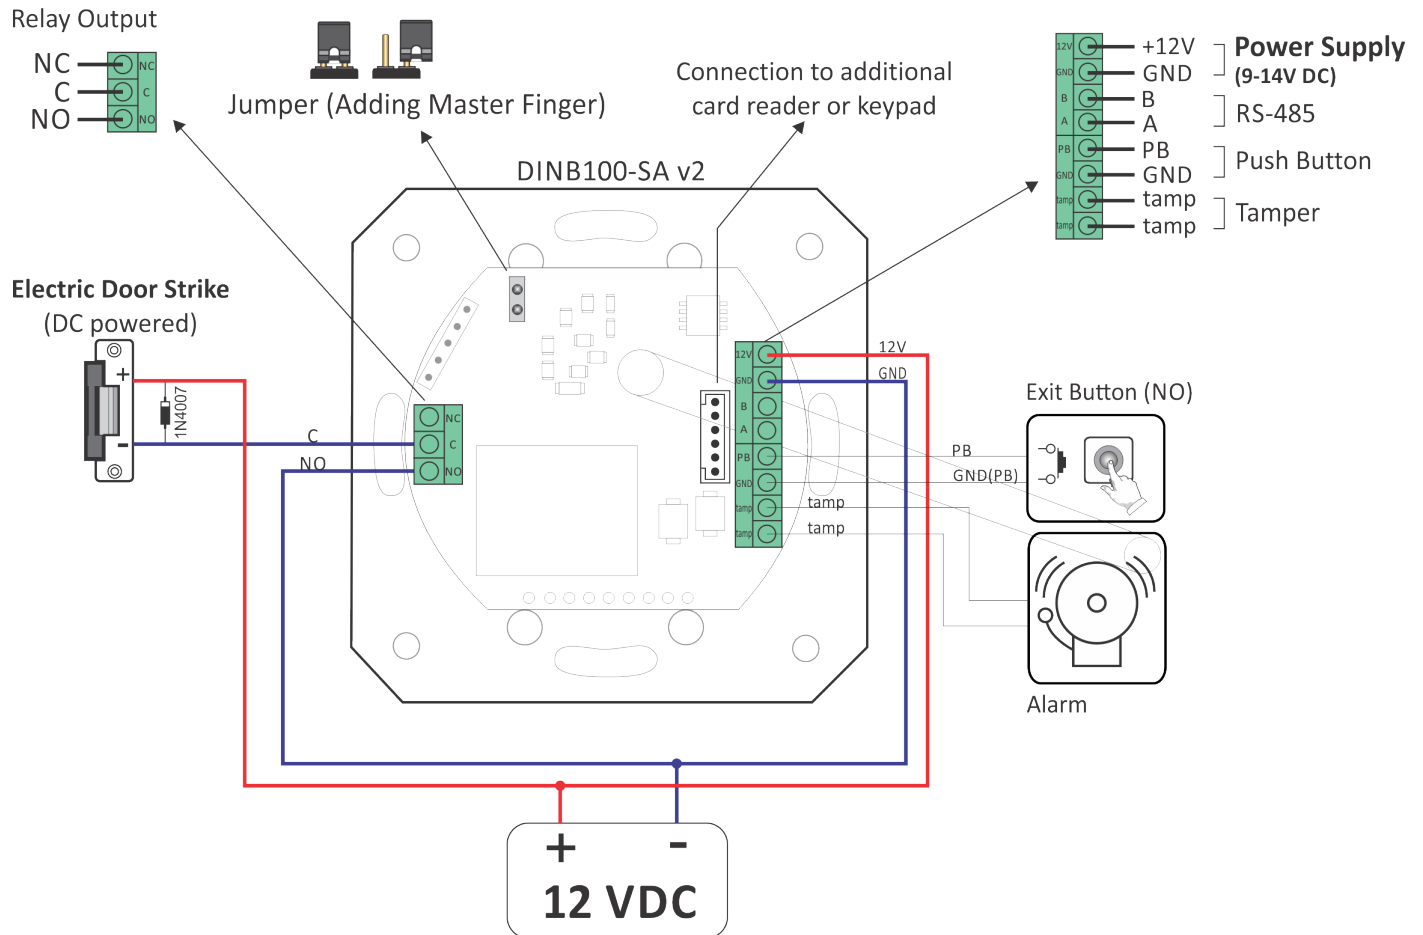 Relay Output
NC
C
NO
NC
C
NO
Jumper (Adding Master Finger)
Connection to additional
card reader or keypad
DINB100-SA v2
12V
GND
B
A
PB
GND
tamp
tamp
+12V
GND
B
A
PB
GND
tamp
tamp
Power Supply
(9-14V DC)
RS-485
Push Button
Tamper
Electric Door Strike
(DC powered)
+
-
1N4007
C
NO
NC
C
NO
12V
GND
B
A
PB
GND
tamp
tamp
12V
GND
PB
GND(PB)
tamp
tamp
Exit Button (NO)
Alarm
+ -
12 VDC